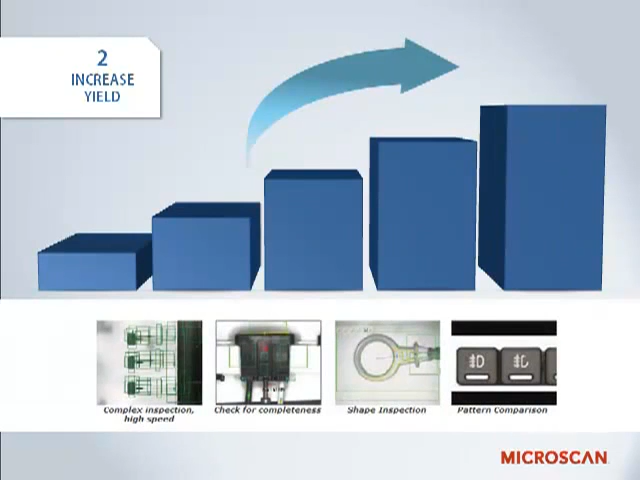 2
INCREASE
YIELD
Complex inspection,
high speed
Check for completeness
Shape Inspection
Pattern Comparison
MICROSCAN